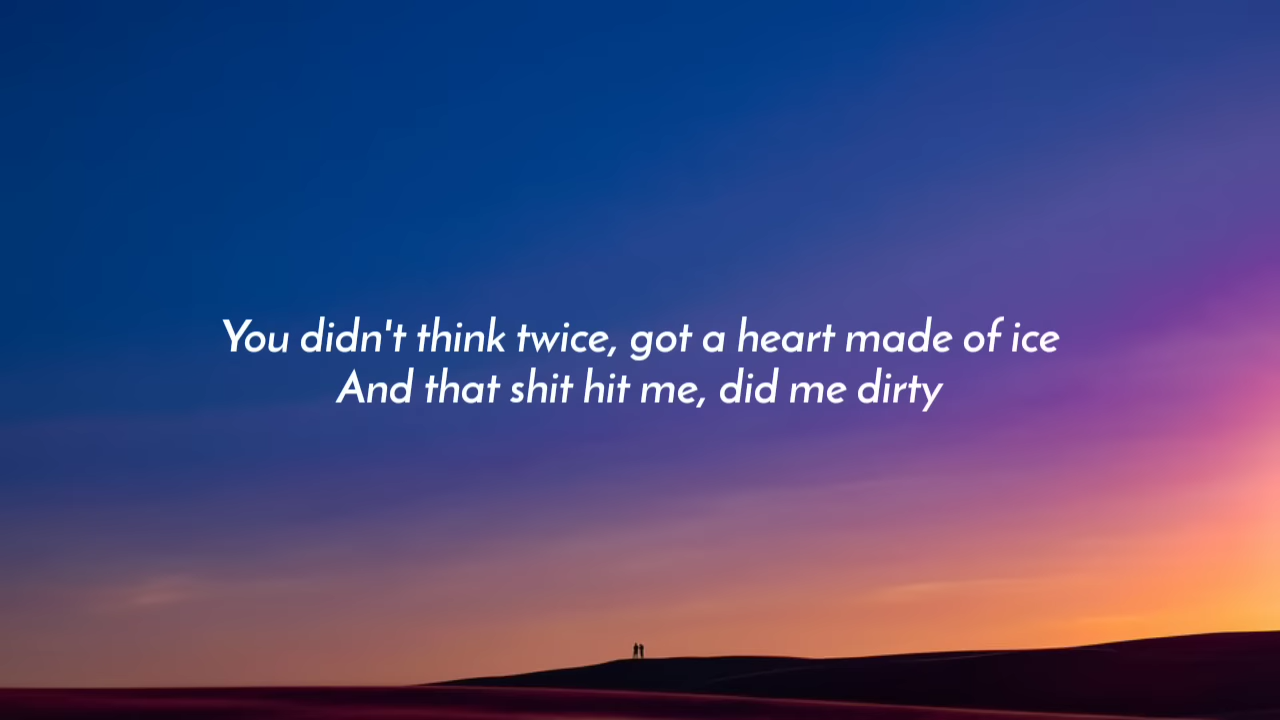 You didn't think twice, got a heart made of ice
And that shit hit me, did me dirty